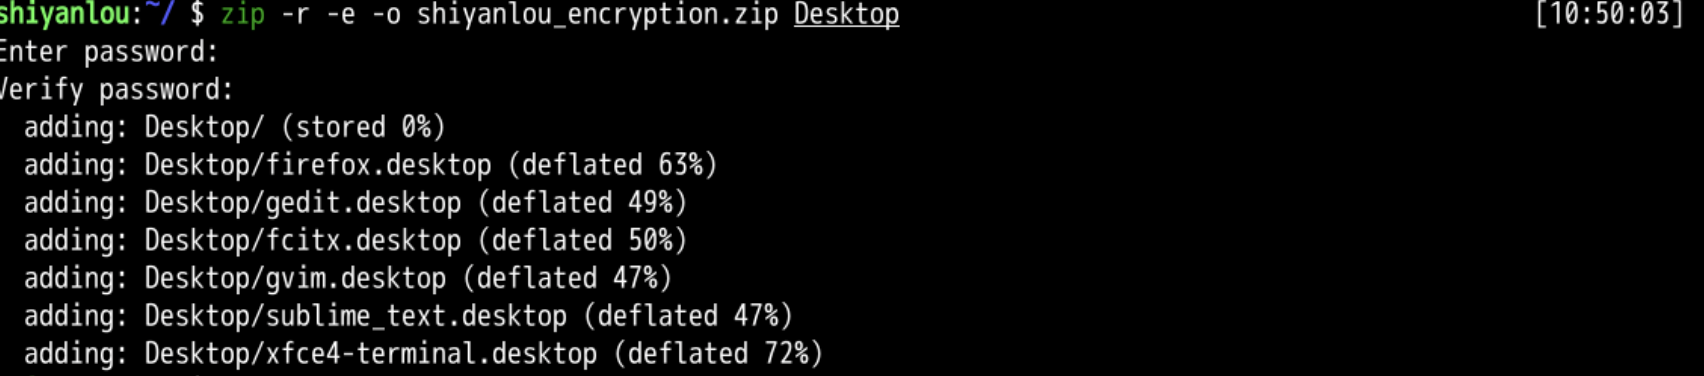 shiyanlou:~/ $ zip -r -e -o shiyanlou_encryption.zip Desktop [10:50:03]
Enter password:
Verify password:
  adding: Desktop/ (stored 0%)
  adding: Desktop/firefox.desktop (deflated 63%)
  adding: Desktop/gedit.desktop (deflated 49%)
  adding: Desktop/fcitx.desktop (deflated 50%)
  adding: Desktop/gvim.desktop (deflated 47%)
  adding: Desktop/sublime_text.desktop (deflated 47%)
  adding: Desktop/xfce4-terminal.desktop (deflated 72%)